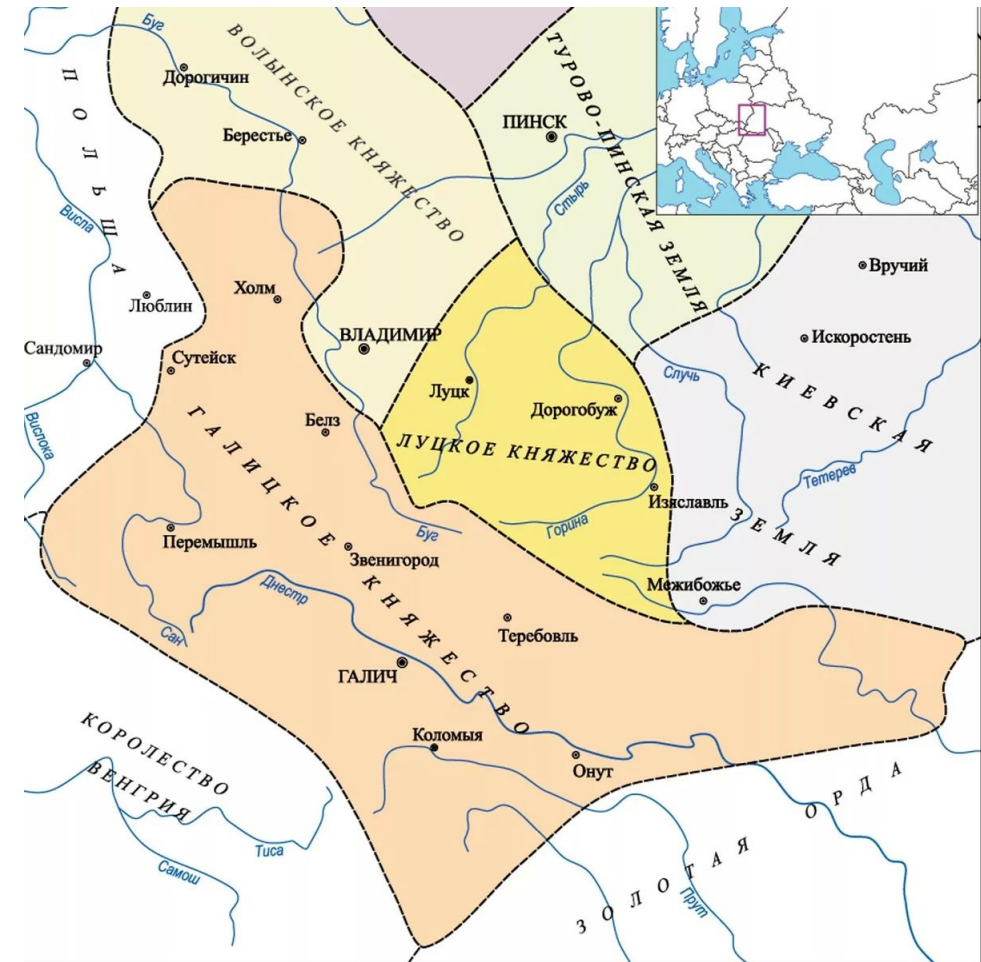 Буг
ВОЛЫНСКОЕ КНЯЖЕСТВО
ТУРОВО-ПИНСКАЯ ЗЕМЛЯ
ПОЛЬША
Дорогичин
Берестье
ПИНСК
Стырь
Висла
Вручий
Холм
Люблин
ВЛАДИМИР
Искоростень
Сандомир
Сутейск
Случь
КИЕВСКАЯ ЗЕМЛЯ
Луцк
Дорогобуж
Вислока
ГАЛИЦКОЕ КНЯЖЕСТВО
Белз
ЛУЦКОЕ КНЯЖЕСТВО
Тетерев
Изяславль
Горина
Буг
Перемышль
Звенигород
Днестр
Межибожье
Сан
Теребовль
ГАЛИЧ
КОРОЛЕСТВО
ВЕНГРИЯ
Коломыя
Онут
ЗОЛОТАЯ ОРДА
Тиса
Самош
Прут